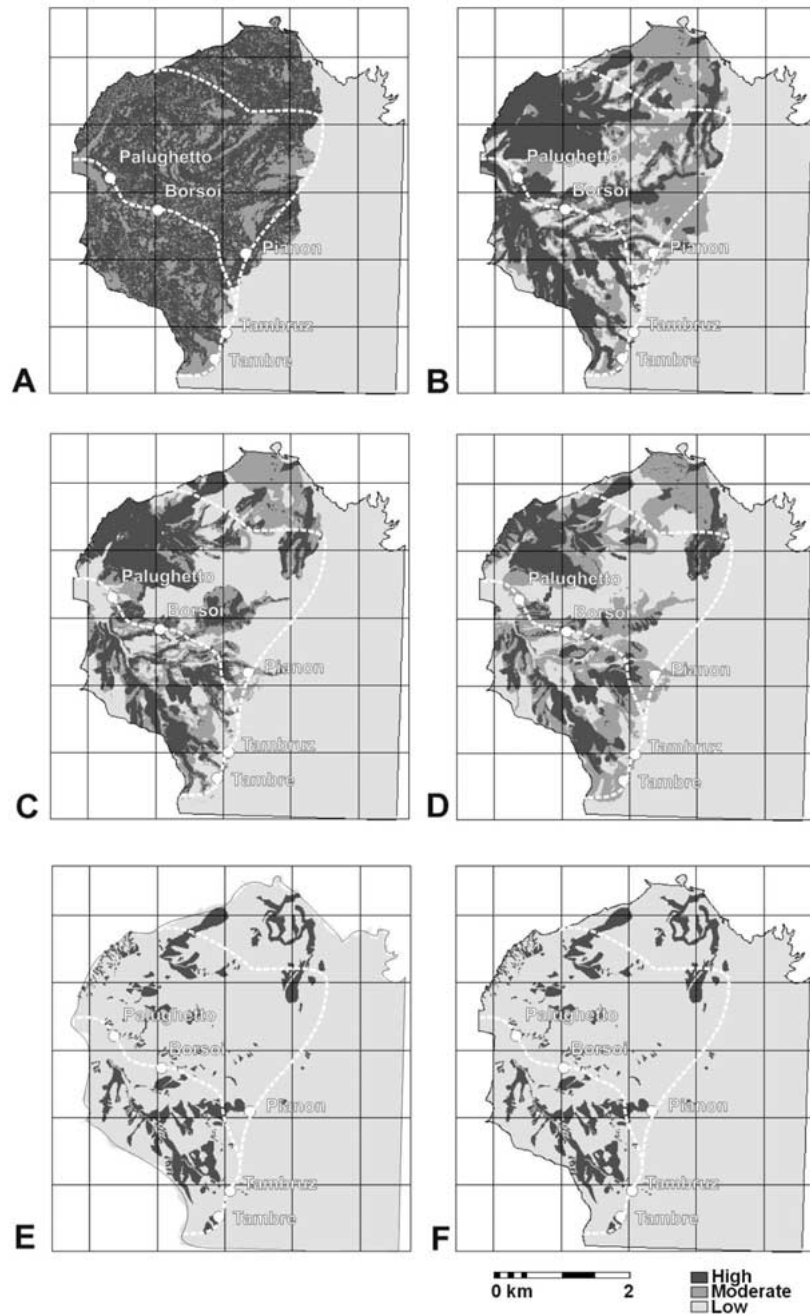 Palughetto
Borsoi
Pianon
Tambruz
Tambre
A
Palughetto
Borsoi
Pianon
Tambruz
Tambre
B
Palughetto
Borsoi
Pianon
Tambruz
Tambre
C
Palughetto
Borsoi
Pianon
Tambruz
Tambre
D
Palughetto
Borsoi
Pianon
Tambruz
Tambre
E
Palughetto
Borsoi
Pianon
Tambruz
Tambre
F
0 km 2
High
Moderate
Low